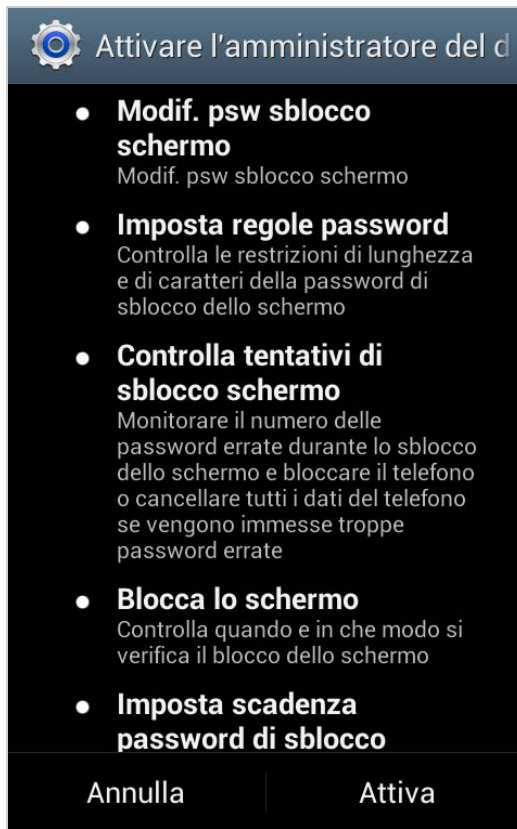 Attivare l'amministratore del d
Modif. psw sblocco
schermo
Modif. psw sblocco schermo
Imposta regole password
Controlla le restrizioni di lunghezza
e di caratteri della password di
sblocco dello schermo
Controlla tentativi di
sblocco schermo
Monitorare il numero delle
password errate durante lo sblocco
dello schermo e bloccare il telefono
o cancellare tutti i dati del telefono
se vengono immesse troppe
password errate
Blocca lo schermo
Controlla quando e in che modo si
verifica il blocco dello schermo
Imposta scadenza
password di sblocco
Annulla
Attiva